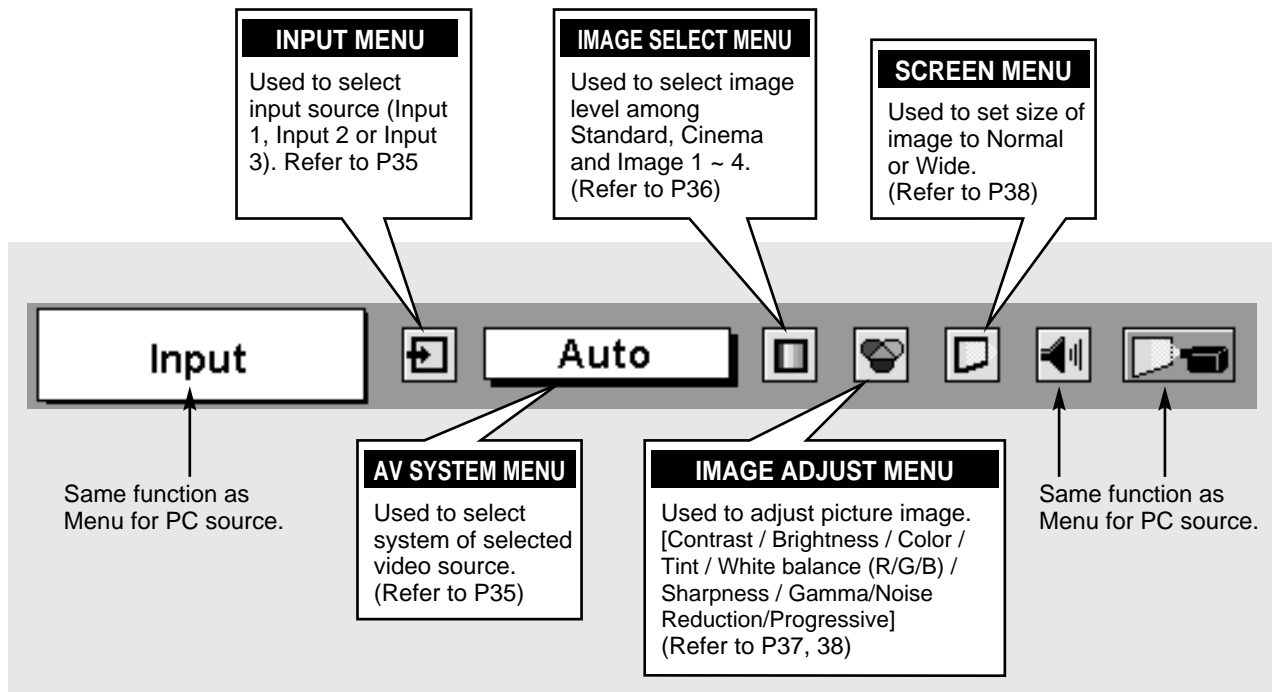 INPUT MENU
Used to select
input source (Input
1, Input 2 or Input
3). Refer to P35
IMAGE SELECT MENU
Used to select image
level among
Standard, Cinema
and Image 1 ~ 4.
(Refer to P36)
SCREEN MENU
Used to set size of
image to Normal
or Wide.
(Refer to P38)
Input
Auto
Same function as
Menu for PC source.
AV SYSTEM MENU
Used to select
system of selected
video source.
(Refer to P35)
IMAGE ADJUST MENU
Used to adjust picture image.
[Contrast / Brightness / Color /
Tint / White balance (R/G/B) /
Sharpness / Gamma/Noise
Reduction/Progressive]
(Refer to P37, 38)
Same function as
Menu for PC source.